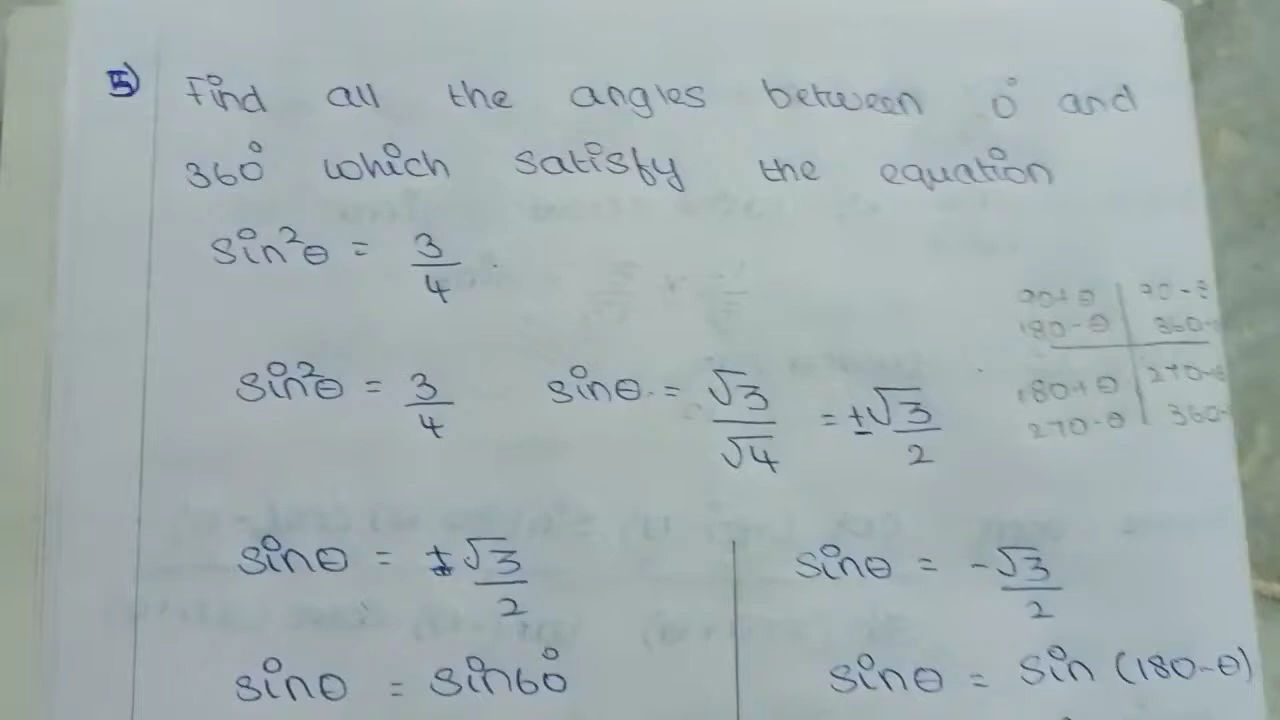 5) Find all the angles between 0° and
360° which satisfy the equation
sin²θ = 3/4.
sin²θ = 3/4 sinθ = √3/√4 = ±√3/2
90+θ | 90-θ
180-θ | 360
180+θ | 270-θ
270-θ | 360-
sinθ = ±√3/2 | sinθ = -√3/2
sinθ = sin60° | sinθ = sin (180-θ)